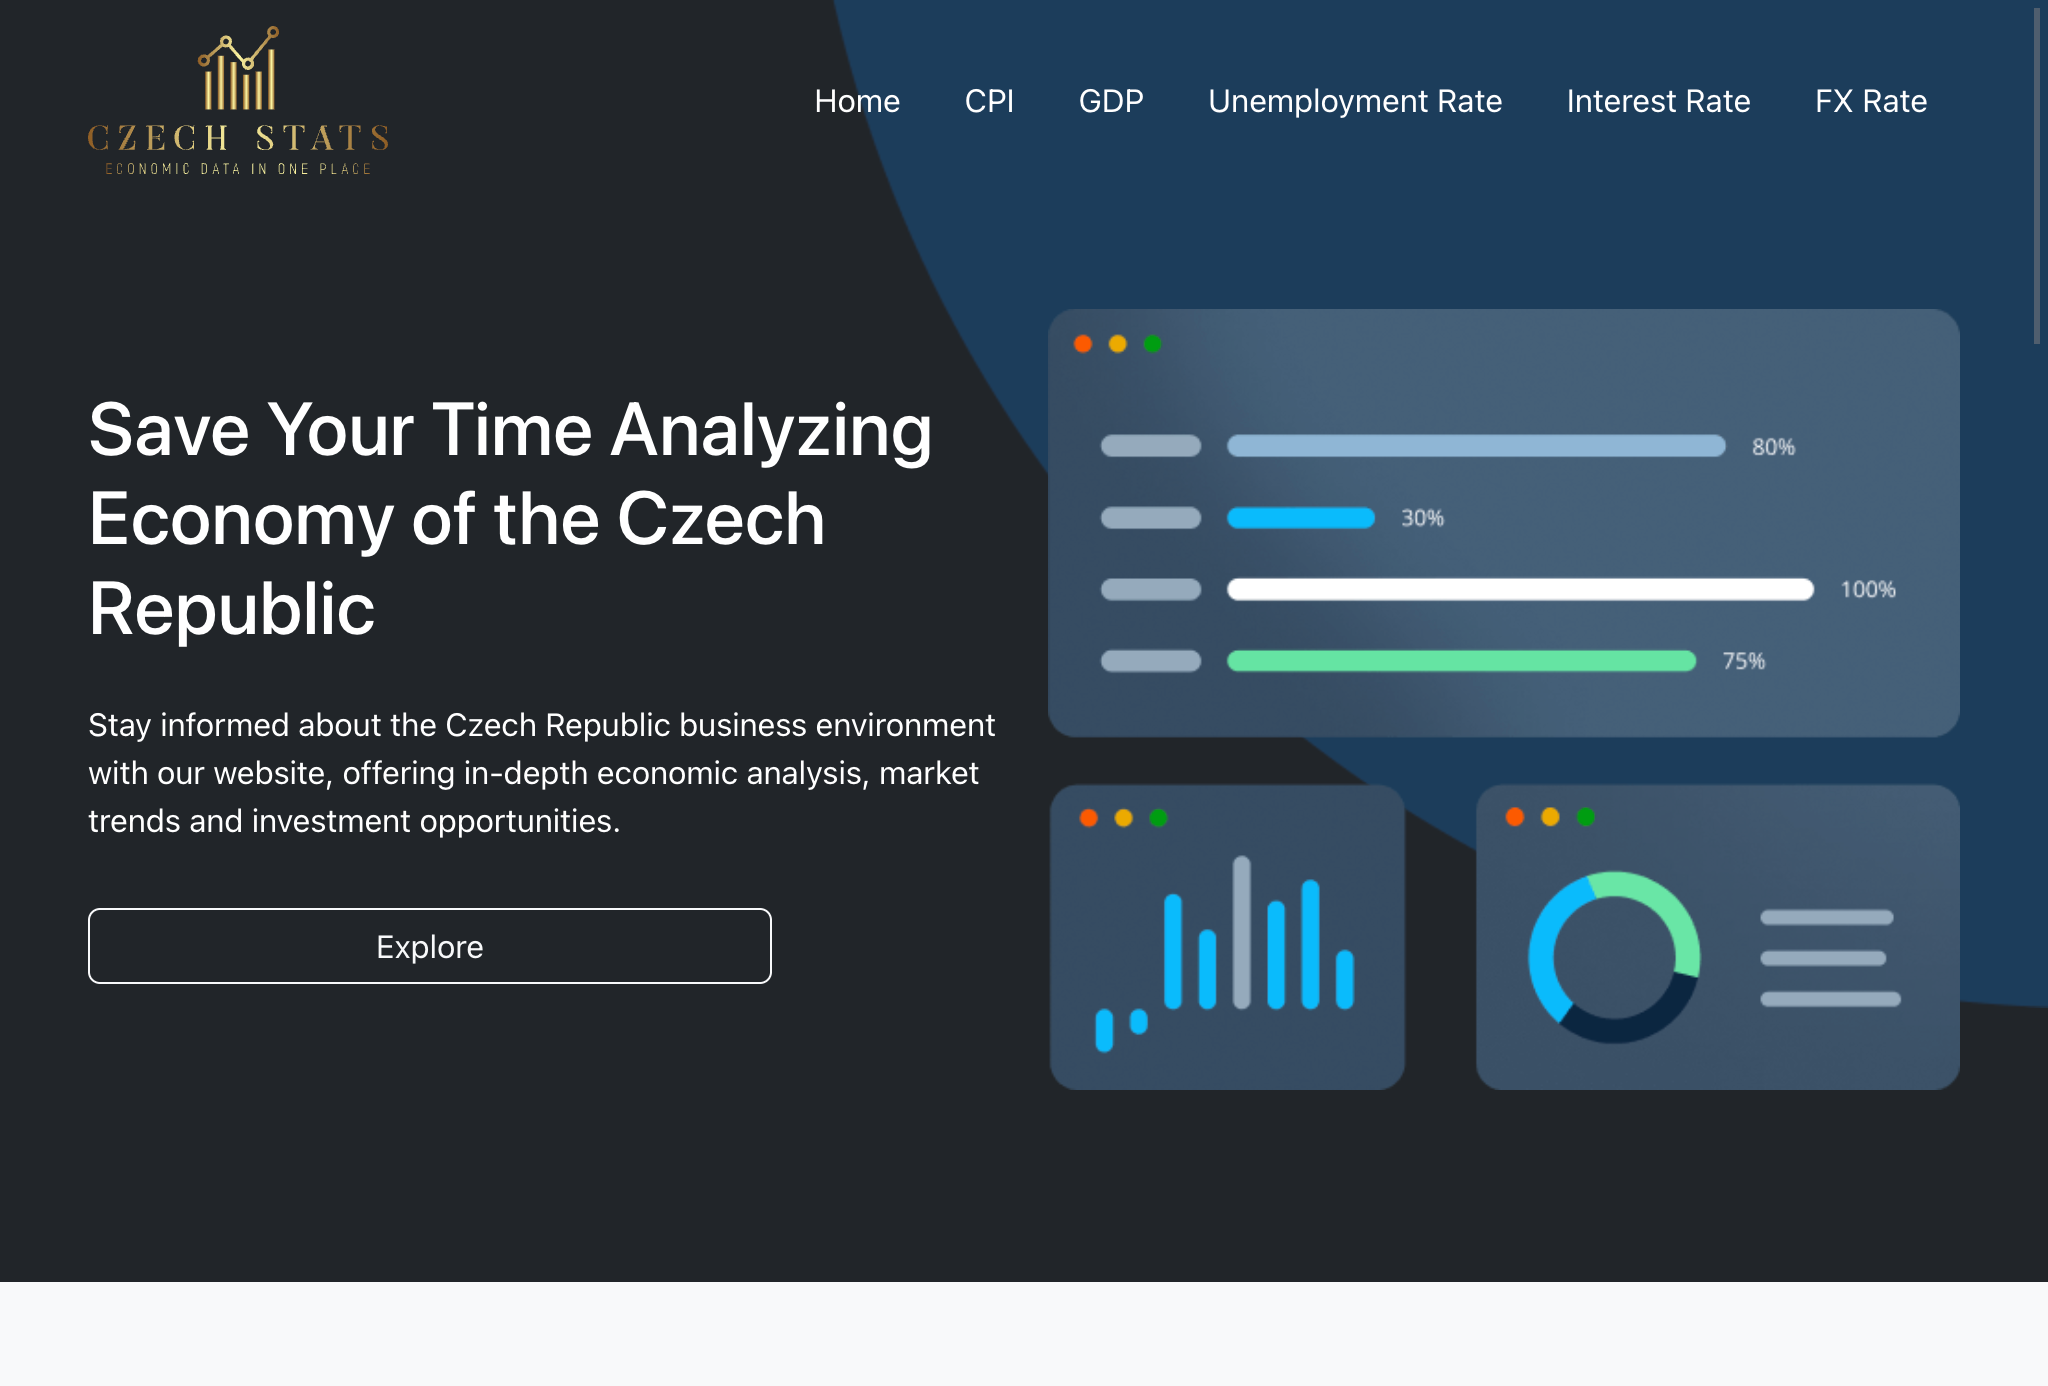 CZECH STATS
ECONOMIC DATA IN ONE PLACE
Home CPI GDP Unemployment Rate Interest Rate FX Rate
Save Your Time Analyzing
Economy of the Czech
Republic
Stay informed about the Czech Republic business environment
with our website, offering in-depth economic analysis, market
trends and investment opportunities.
Explore
80%
30%
100%
75%